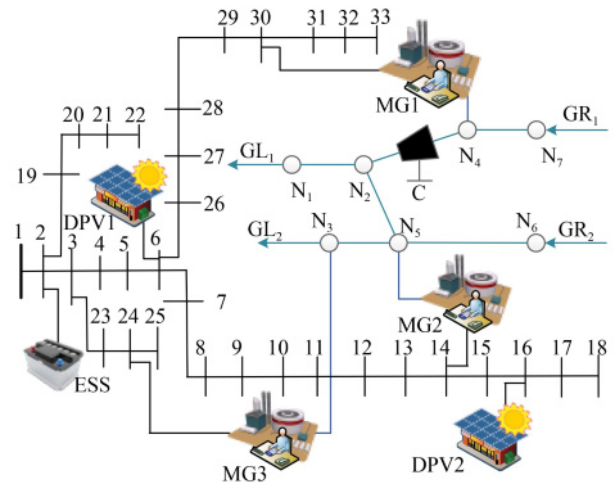 29 30 31 32 33
MG1
20 21 22
28
GR₁
N₄
N₇
27
GL₁
19
C
N₁
N₂
26
DPV1
N₃
N₅
N₆
GR₂
GL₂
1 2 3 4 5 6
7
MG2
23 24 25
ESS
8 9 10 11 12 13 14 15 16 17 18
MG3
DPV2